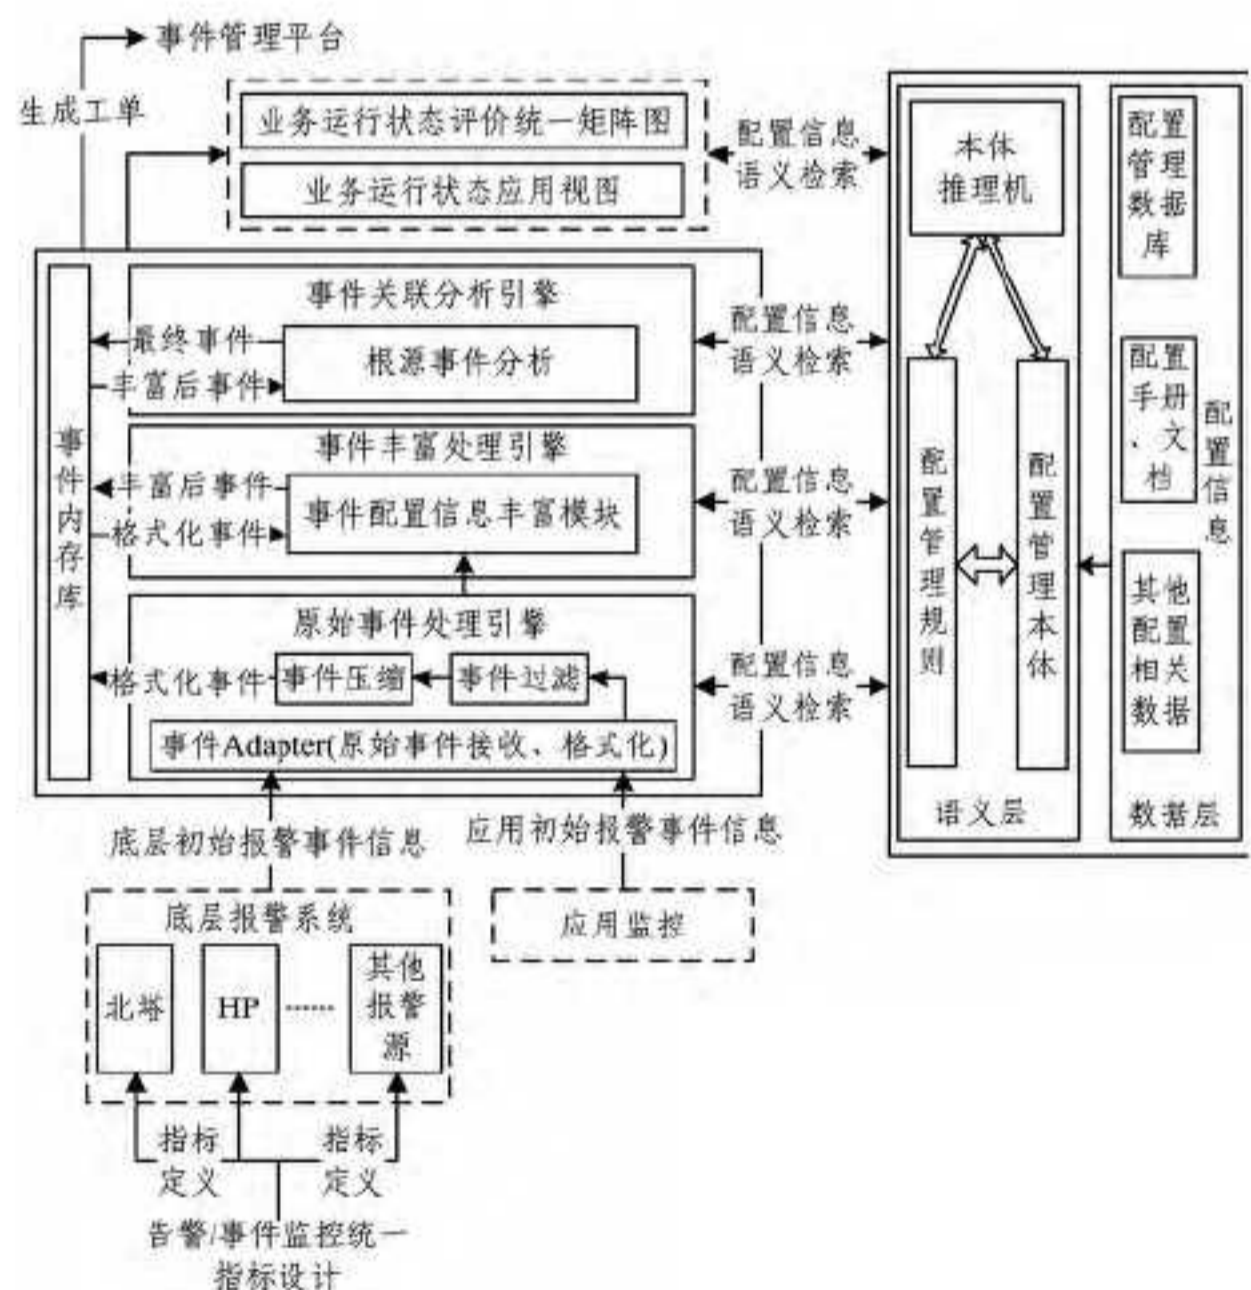 事件管理平台
生成工单
业务运行状态评价统一矩阵图
业务运行状态应用视图
配置信息
语义检索
事件关联分析引擎
最终事件
丰富后事件
根源事件分析
配置信息
语义检索
事件丰富处理引擎
丰富后事件
格式化事件
事件配置信息丰富模块
配置信息
语义检索
事件内存库
原始事件处理引擎
格式化事件
事件压缩
事件过滤
事件Adapter(原始事件接收、格式化)
配置信息
语义检索
本体
推理机
配置管理规则
配置管理本体
语义层
配置
管理
数据
库
配置
手册
、文
档
其他
配置
相关
数据
配置信息
数据层
底层初始报警事件信息
应用初始报警事件信息
底层报警系统
北塔
HP
······
其他
报警
源
应用监控
指标
定义
指标
定义
告警/事件监控统一
指标设计